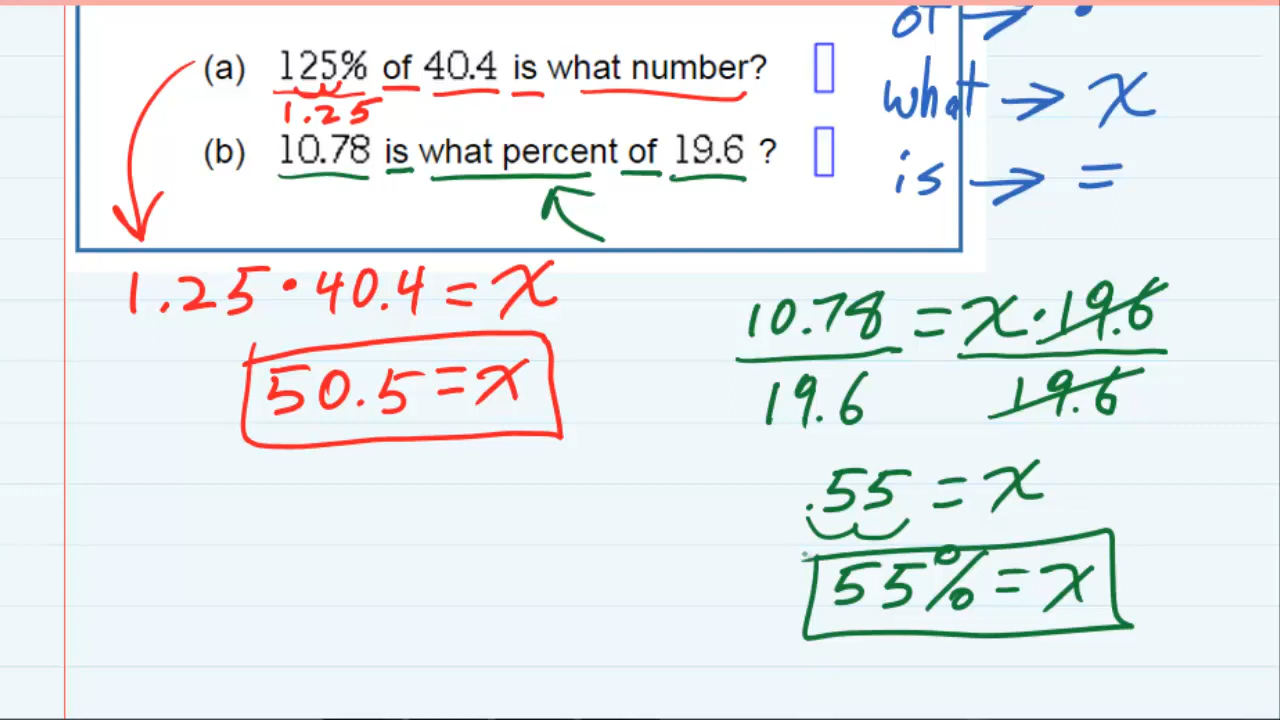 of → ·
(a) 125% of 40.4 is what number?
1.25
what → x
(b) 10.78 is what percent of 19.6 ?
is → =
1.25 · 40.4 = x
50.5 = x
10.78 = x · 19.6
19.6 19.6
.55 = x
55% = x